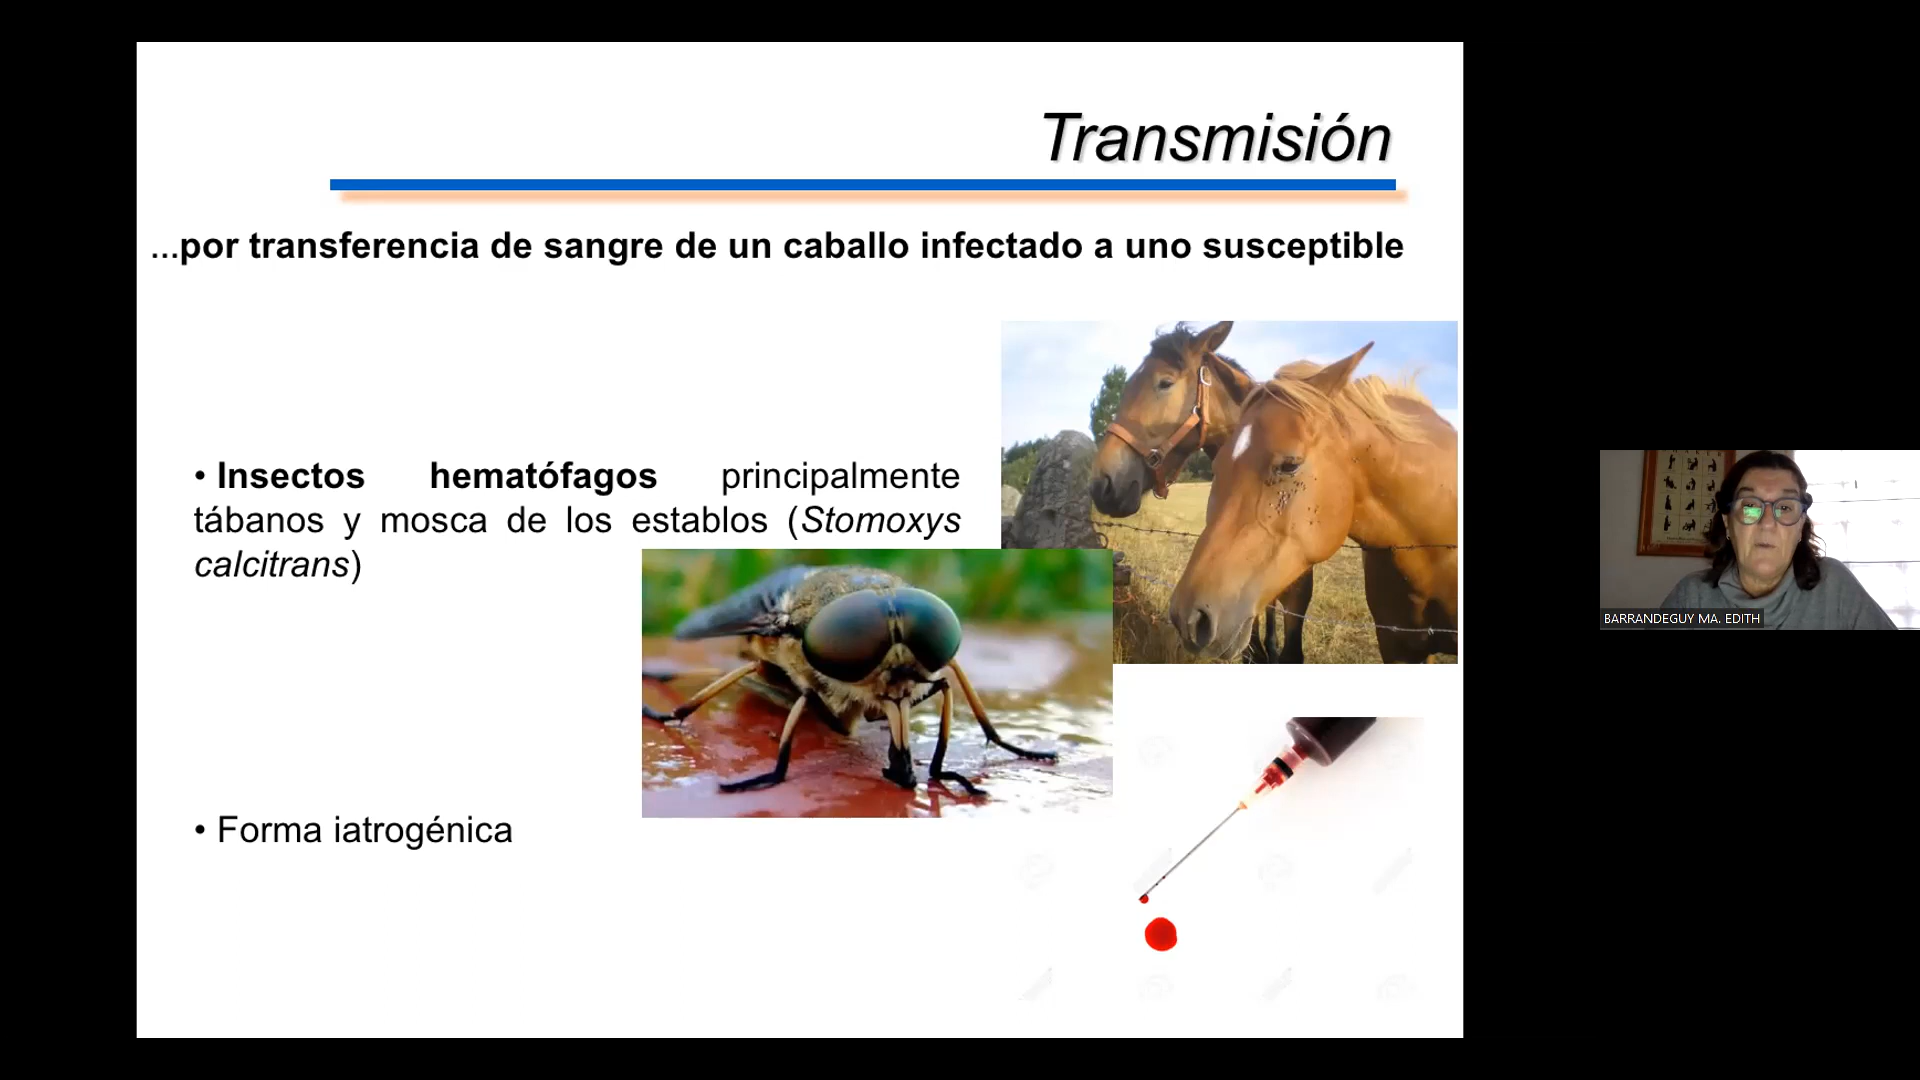 Transmisión
...por transferencia de sangre de un caballo infectado a uno susceptible
• Insectos hematófagos principalmente
tábanos y mosca de los establos (Stomoxys
calcitrans)
• Forma iatrogénica
BARRANDEGUY MA. EDITH